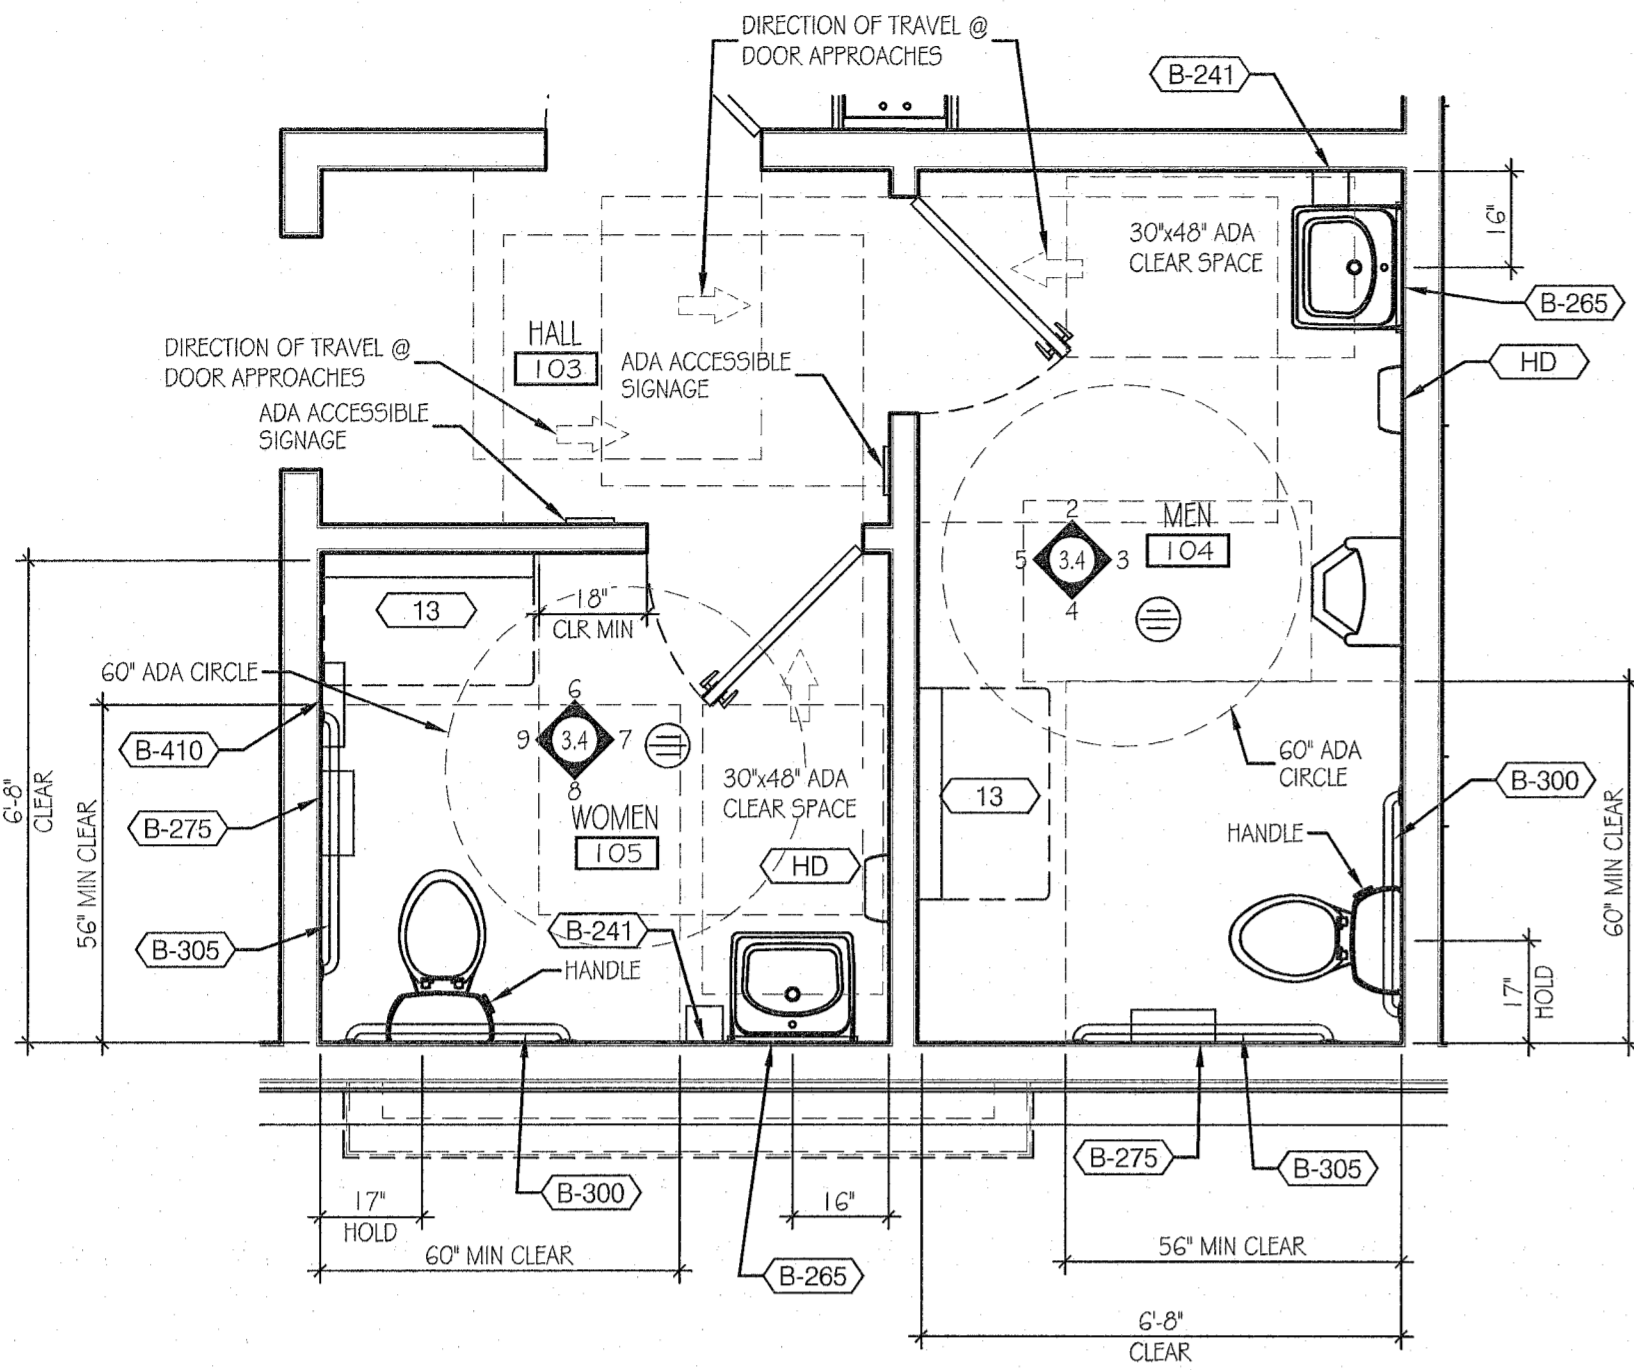 DIRECTION OF TRAVEL @
DOOR APPROACHES
B-241
30"x48" ADA
CLEAR SPACE
16"
B-265
HD
HALL
103
DIRECTION OF TRAVEL @
DOOR APPROACHES
ADA ACCESSIBLE
SIGNAGE
ADA ACCESSIBLE
SIGNAGE
2
MEN
104
5
3.4
3
4
13
18"
CLR MIN
60" ADA CIRCLE
6
9
3.4
7
8
WOMEN
105
30"x48" ADA
CLEAR SPACE
HD
60" ADA
CIRCLE
13
B-300
HANDLE
B-410
B-275
B-305
6'-8"
CLEAR
56" MIN CLEAR
B-241
HANDLE
60" MIN CLEAR
17"
HOLD
B-275
B-305
B-300
17"
HOLD
16"
60" MIN CLEAR
B-265
56" MIN CLEAR
6'-8"
CLEAR